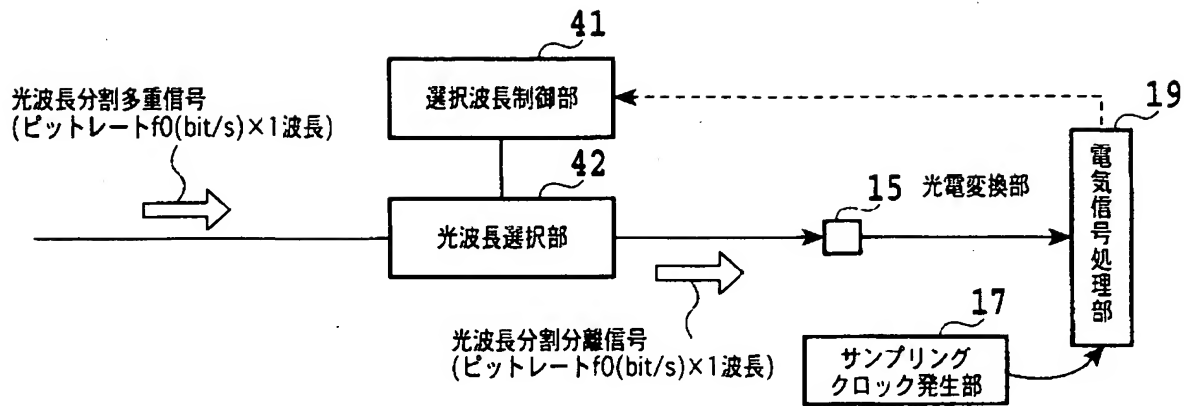 41
選択波長制御部
光波長分割多重信号
(ピットレートf0(bit/s)×1波長)
19
電気信号処理部
42
光波長選択部
15 光電変換部
光波長分割分離信号
(ピットレートf0(bit/s)×1波長)
17
サンプリング
クロック発生部